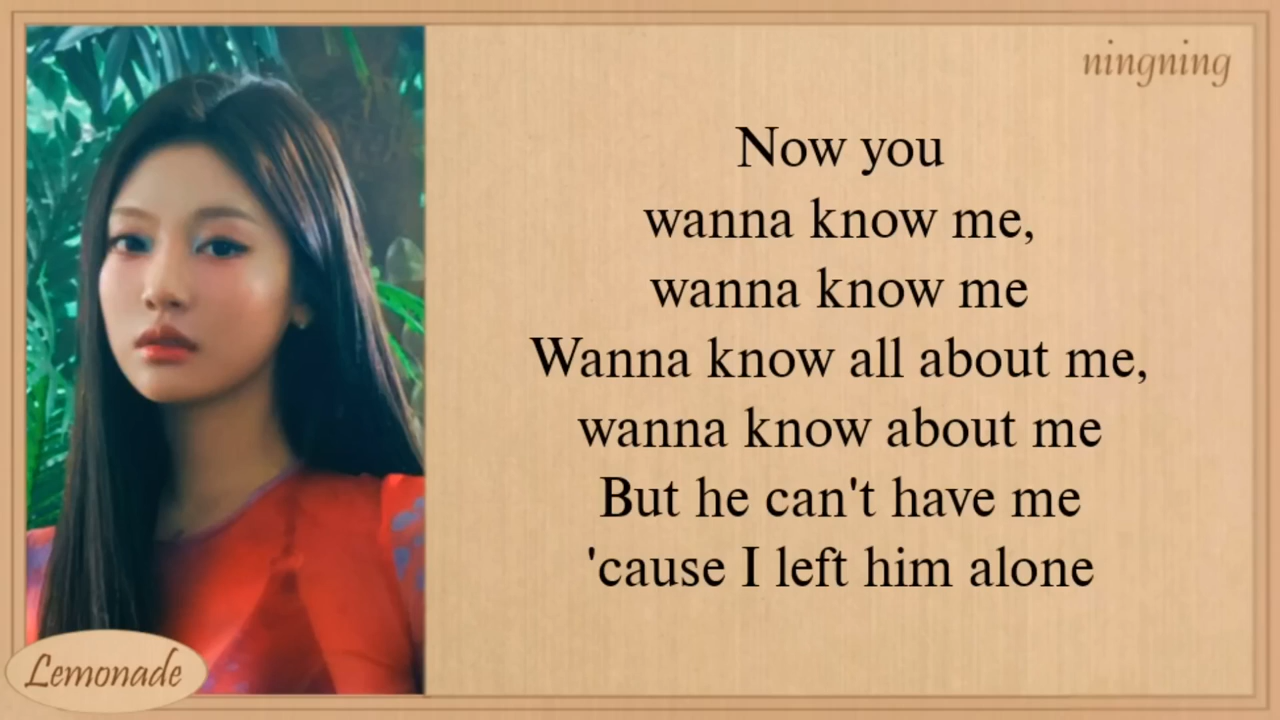 ningning
Now you
wanna know me,
wanna know me
Wanna know all about me,
wanna know about me
But he can't have me
'cause I left him alone
Lemonade